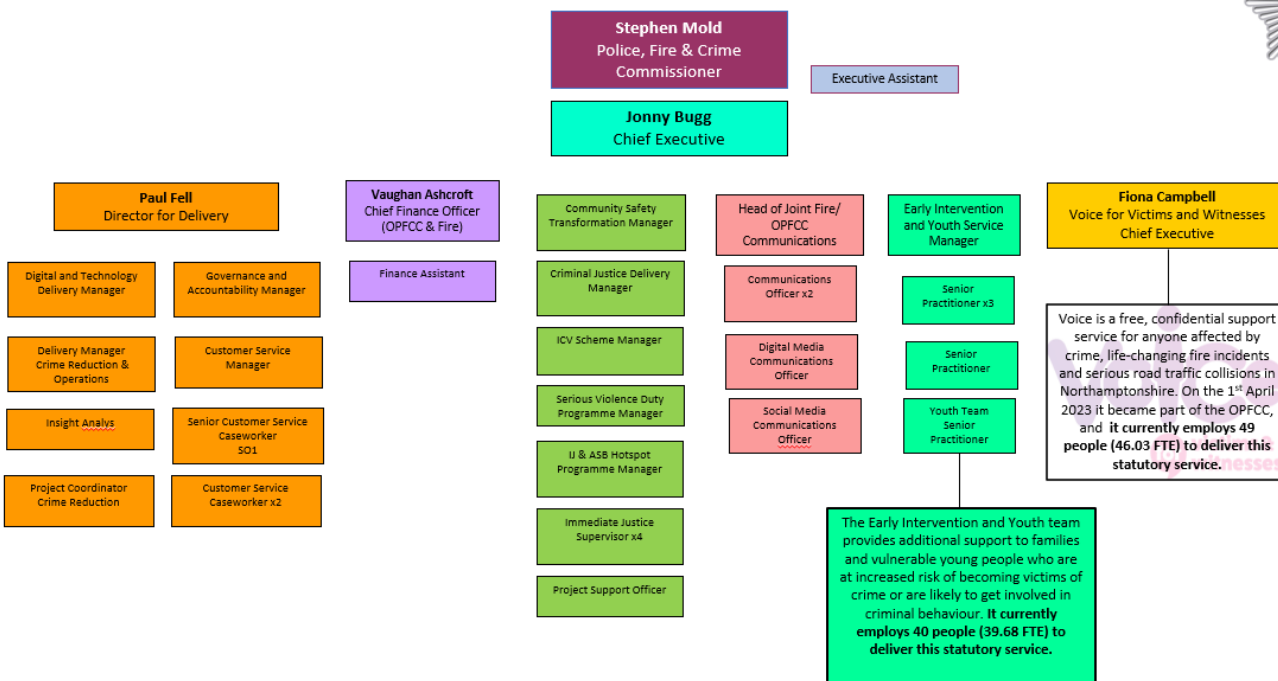 Stephen Mold
Police, Fire & Crime
Commissioner
Executive Assistant
Jonny Bugg
Chief Executive
Paul Fell
Director for Delivery
Digital and Technology
Delivery Manager
Governance and
Accountability Manager
Delivery Manager
Crime Reduction &
Operations
Customer Service
Manager
Insight Analys
Senior Customer Service
Caseworker
SO1
Project Coordinator
Crime Reduction
Customer Service
Caseworker x2
Vaughan Ashcroft
Chief Finance Officer
(OPFCC & Fire)
Finance Assistant
Community Safety
Transformation Manager
Criminal Justice Delivery
Manager
ICV Scheme Manager
Serious Violence Duty
Programme Manager
IJ & ASB Hotspot
Programme Manager
Immediate Justice
Supervisor x4
Project Support Officer
Head of Joint Fire/
OPFCC
Communications
Communications
Officer x2
Digital Media
Communications
Officer
Social Media
Communications
Officer
Early Intervention
and Youth Service
Manager
Senior
Practitioner x3
Senior
Practitioner
Youth Team
Senior
Practitioner
The Early Intervention and Youth team
provides additional support to families
and vulnerable young people who are
at increased risk of becoming victims of
crime or are likely to get involved in
criminal behaviour. It currently
employs 40 people (39.68 FTE) to
deliver this statutory service.
Fiona Campbell
Voice for Victims and Witnesses
Chief Executive
Voice is a free, confidential support
service for anyone affected by
crime, life-changing fire incidents
and serious road traffic collisions in
Northamptonshire. On the 1st April
2023 it became part of the OPFCC,
and it currently employs 49
people (46.03 FTE) to deliver this
statutory service.
voice
witnesses